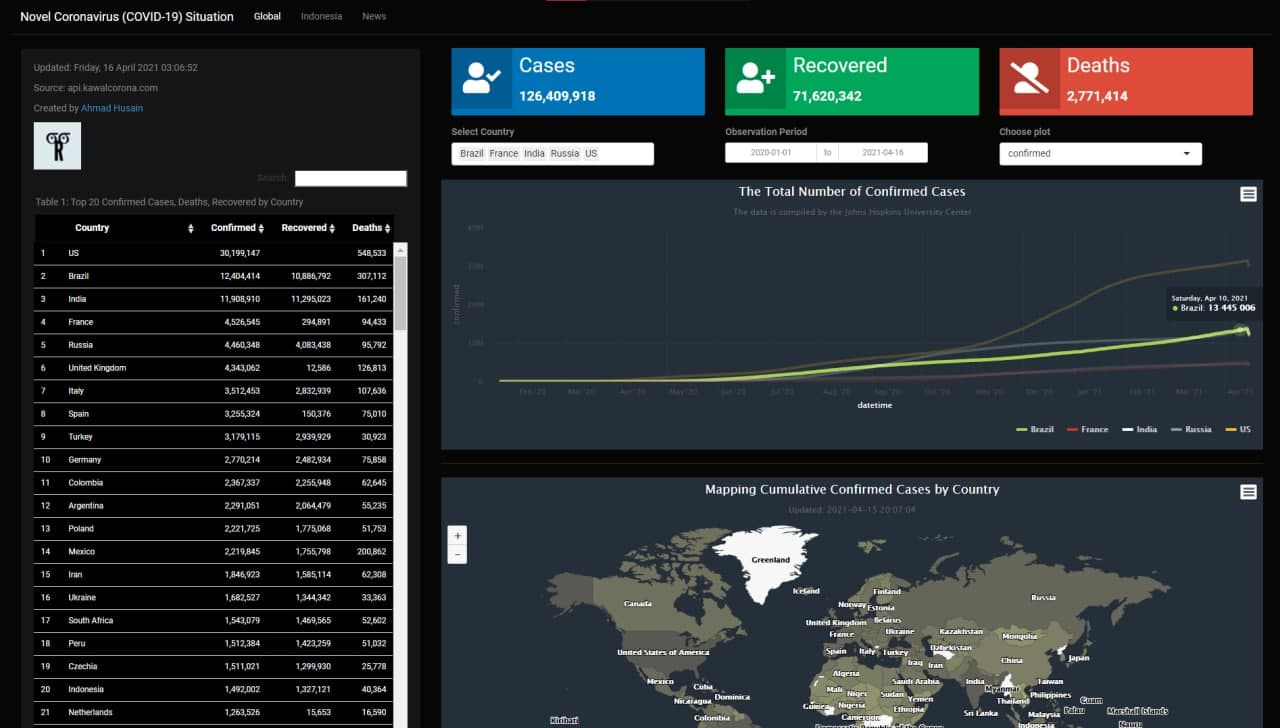 Novel Coronavirus (COVID-19) Situation Global Indonesia News
Updated: Friday, 16 April 2021 03:06:52
Source: api.kawalcorona.com
Created by Ahmad Husain
Search:
Table 1: Top 20 Confirmed Cases, Deaths, Recovered by Country
Country Confirmed Recovered Deaths
1 US 30,199,147 548,533
2 Brazil 12,404,414 10,886,792 307,112
3 India 11,908,910 11,295,023 161,240
4 France 4,526,545 294,891 94,433
5 Russia 4,460,348 4,083,438 95,792
6 United Kingdom 4,343,062 12,586 126,813
7 Italy 3,512,453 2,832,939 107,636
8 Spain 3,255,324 150,376 75,010
9 Turkey 3,179,115 2,939,929 30,923
10 Germany 2,770,214 2,482,934 75,858
11 Colombia 2,367,337 2,255,948 62,645
12 Argentina 2,291,051 2,064,479 55,235
13 Poland 2,221,725 1,775,068 51,753
14 Mexico 2,219,845 1,755,798 200,862
15 Iran 1,846,923 1,585,114 62,308
16 Ukraine 1,682,527 1,344,342 33,363
17 South Africa 1,543,079 1,469,565 52,602
18 Peru 1,512,384 1,423,259 51,032
19 Czechia 1,511,021 1,299,930 25,778
20 Indonesia 1,492,002 1,327,121 40,364
21 Netherlands 1,263,526 15,653 16,590
Cases
126,409,918
Recovered
71,620,342
Deaths
2,771,414
Select Country
Brazil France India Russia US
Observation Period
2020-01-01 to 2021-04-16
Choose plot
confirmed
The Total Number of Confirmed Cases
The data is compiled by the Johns Hopkins University Center
confirmed
Saturday, Apr 10, 2021
Brazil: 13 445 006
Feb '20 Mar '20 Apr '20 May '20 Jun '20 Jul '20 Aug '20 Sep '20 Oct '20 Nov '20 Dec '20 Jan '21 Feb '21 Mar '21 Apr '21
datetime
Brazil France India Russia US
Mapping Cumulative Confirmed Cases by Country
Updated: 2021-04-15 20:07:04
+
−
Greenland
Iceland
Finland
Russia
Canada
Norway
Estonia
United Kingdom
Belarus
France
Ukraine
Kazakhstan
Mongolia
United States of America
Spain
Italy
Turkey
Uzbekistan
China
Japan
Iraq
Iran
Algeria
Mexico
Saudi Arabia
India
Taiwan
Cuba
Mali
Niger
Sudan
Yemen
Myanmar
Philippines
Dominica
Nicaragua
Thailand
Guam
Guinea
Nigeria
Ethiopia
Sri Lanka
Malaysia
Palau
Marshall Islands
Kiribati
Colombia
Cameroon
Indonesia
Nauru